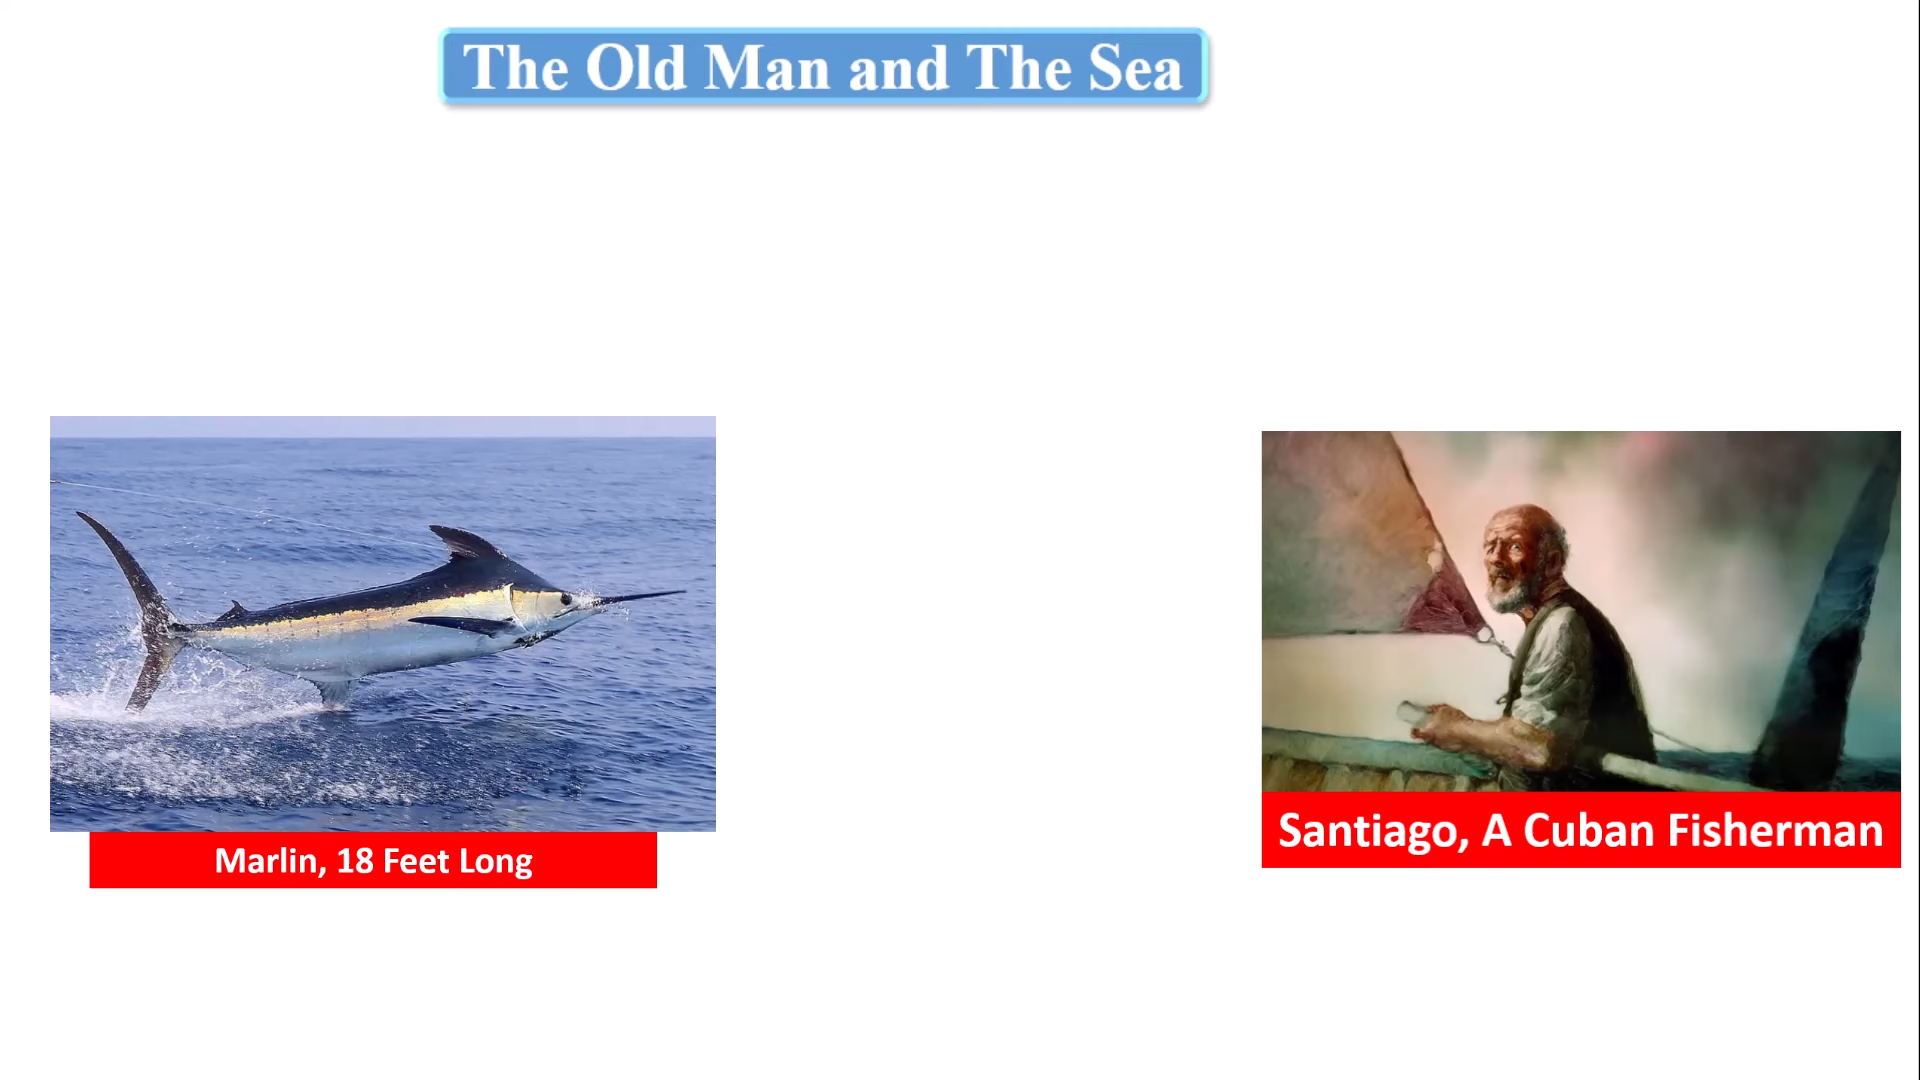 The Old Man and The Sea
Marlin, 18 Feet Long
Santiago, A Cuban Fisherman